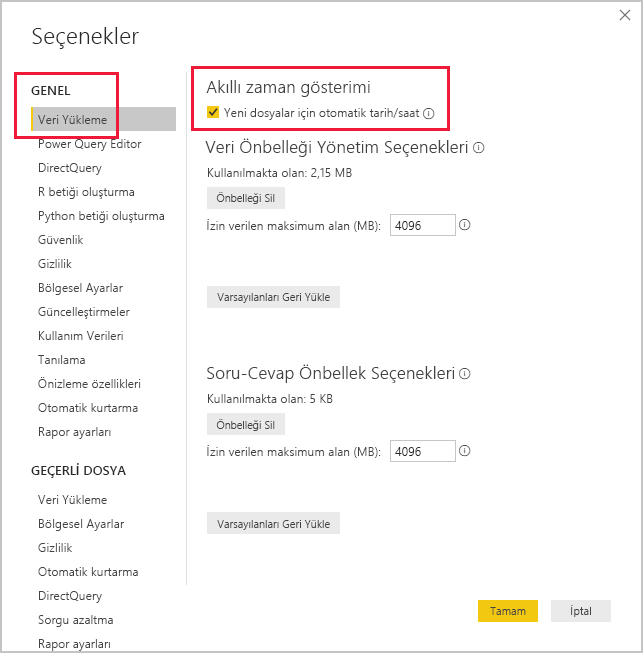 Seçenekler
GENEL
Veri Yükleme
Power Query Editor
DirectQuery
R betiği oluşturma
Python betiği oluşturma
Güvenlik
Gizlilik
Bölgesel Ayarlar
Güncelleştirmeler
Kullanım Verileri
Tanılama
Önizleme özellikleri
Otomatik kurtarma
Rapor ayarları
GEÇERLİ DOSYA
Veri Yükleme
Bölgesel Ayarlar
Gizlilik
Otomatik kurtarma
DirectQuery
Sorgu azaltma
Rapor ayarları
Akıllı zaman gösterimi
Yeni dosyalar için otomatik tarih/saat
Veri Önbelleği Yönetim Seçenekleri
Kullanılmakta olan: 2,15 MB
Önbelleği Sil
İzin verilen maksimum alan (MB): 4096
Varsayılanları Geri Yükle
Soru-Cevap Önbellek Seçenekleri
Kullanılmakta olan: 5 KB
Önbelleği Sil
İzin verilen maksimum alan (MB): 4096
Varsayılanları Geri Yükle
Tamam
İptal